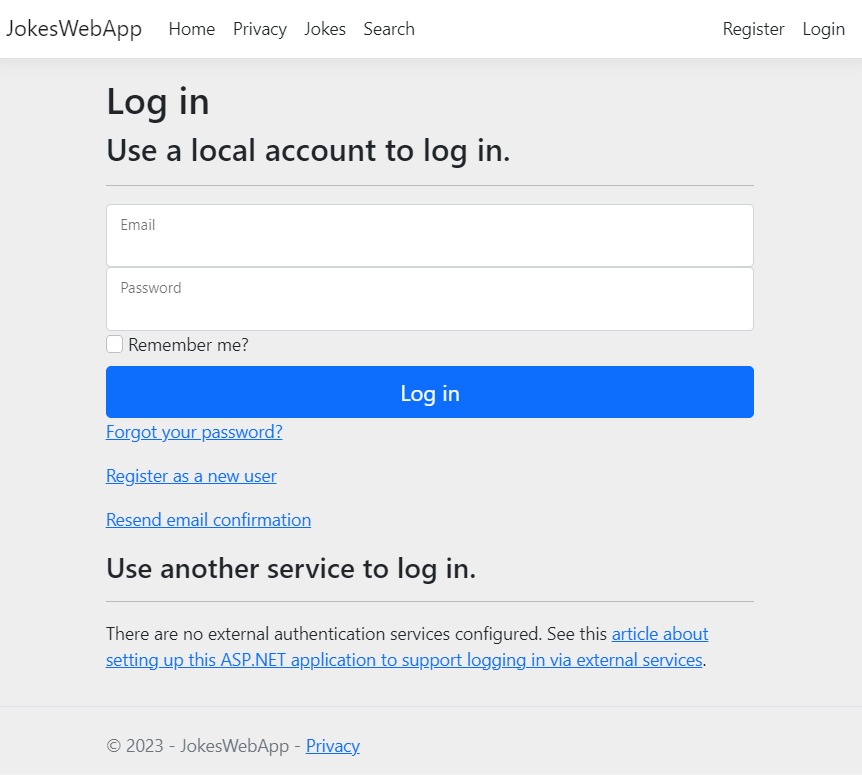 JokesWebApp Home Privacy Jokes Search Register Login
Log in
Use a local account to log in.
Email
Password
Remember me?
Log in
Forgot your password?
Register as a new user
Resend email confirmation
Use another service to log in.
There are no external authentication services configured. See this article about
setting up this ASP.NET application to support logging in via external services.
© 2023 - JokesWebApp - Privacy